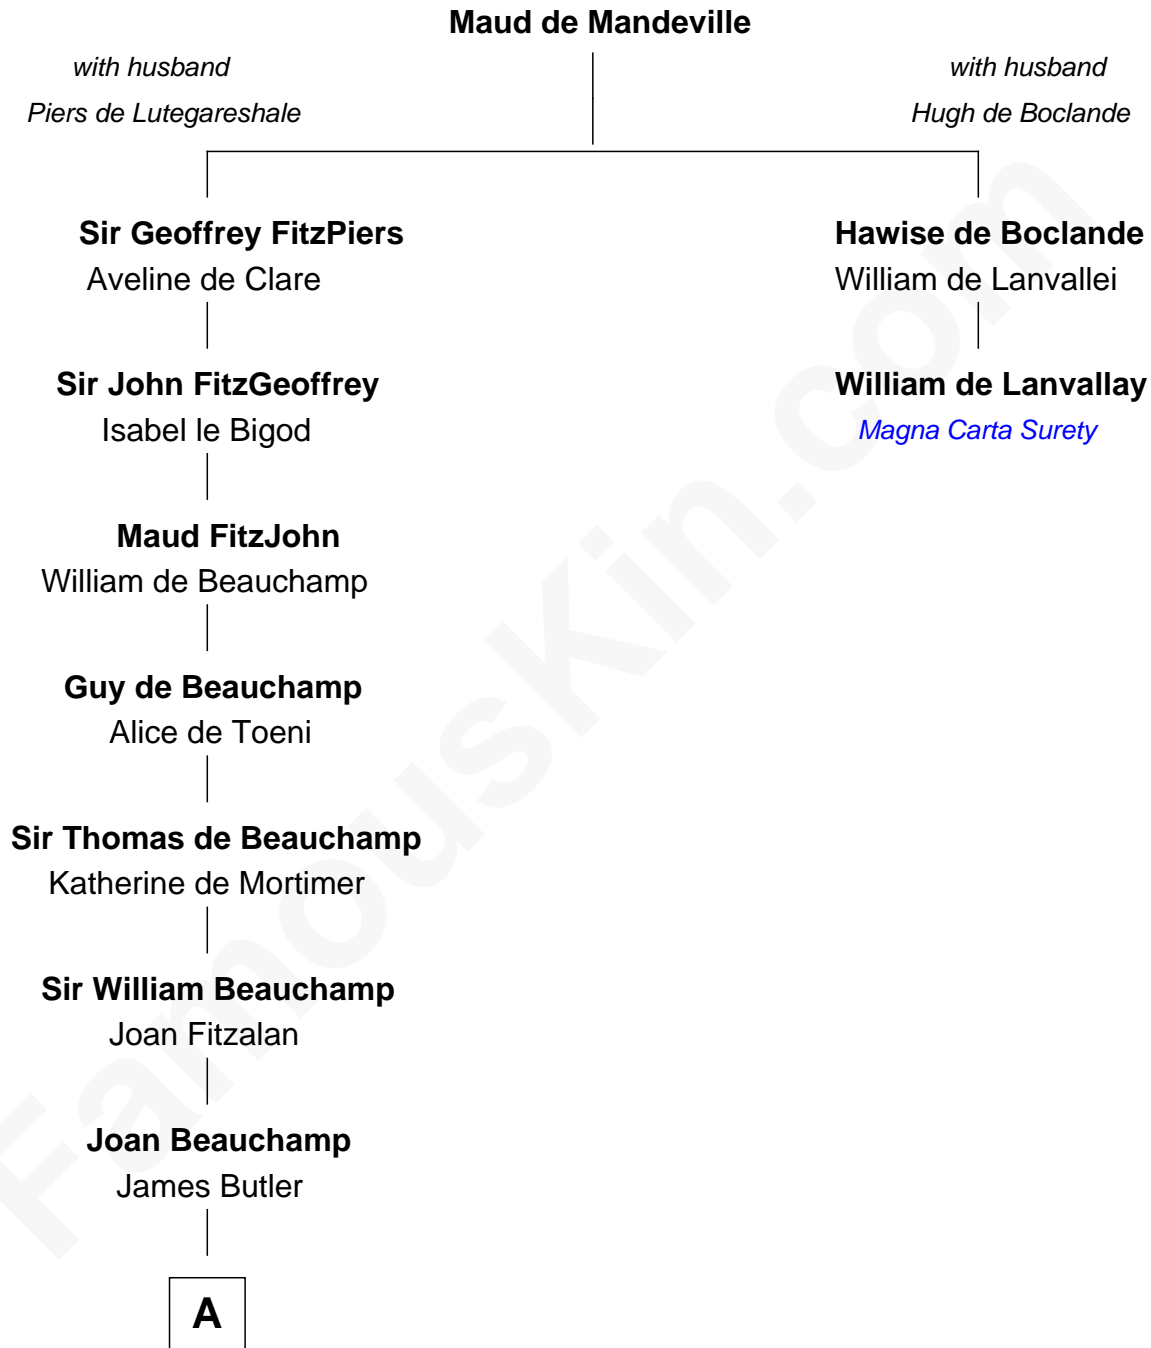 Maud de Mandeville
with husband
Piers de Lutegareshale
with husband
Hugh de Boclande
Sir Geoffrey FitzPiers
Aveline de Clare
Hawise de Boclande
William de Lanvallei
Sir John FitzGeoffrey
Isabel le Bigod
William de Lanvallay
Magna Carta Surety
Maud FitzJohn
William de Beauchamp
Guy de Beauchamp
Alice de Toeni
Sir Thomas de Beauchamp
Katherine de Mortimer
Sir William Beauchamp
Joan Fitzalan
Joan Beauchamp
James Butler
A
FamousKin.com